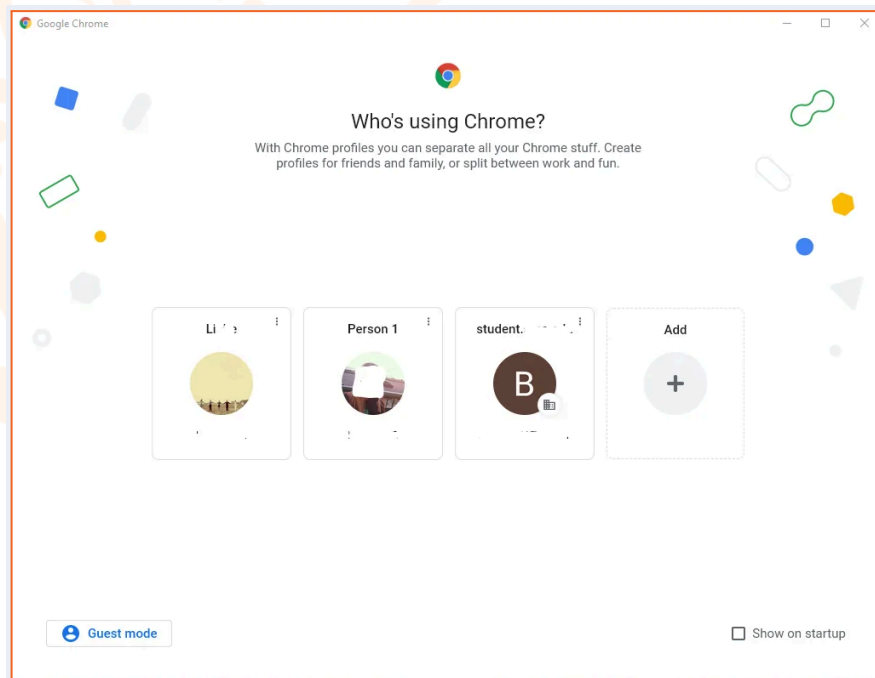 Google Chrome
Who's using Chrome?
With Chrome profiles you can separate all your Chrome stuff. Create
profiles for friends and family, or split between work and fun.
Person 1
student.
Add
B
Guest mode
Show on startup